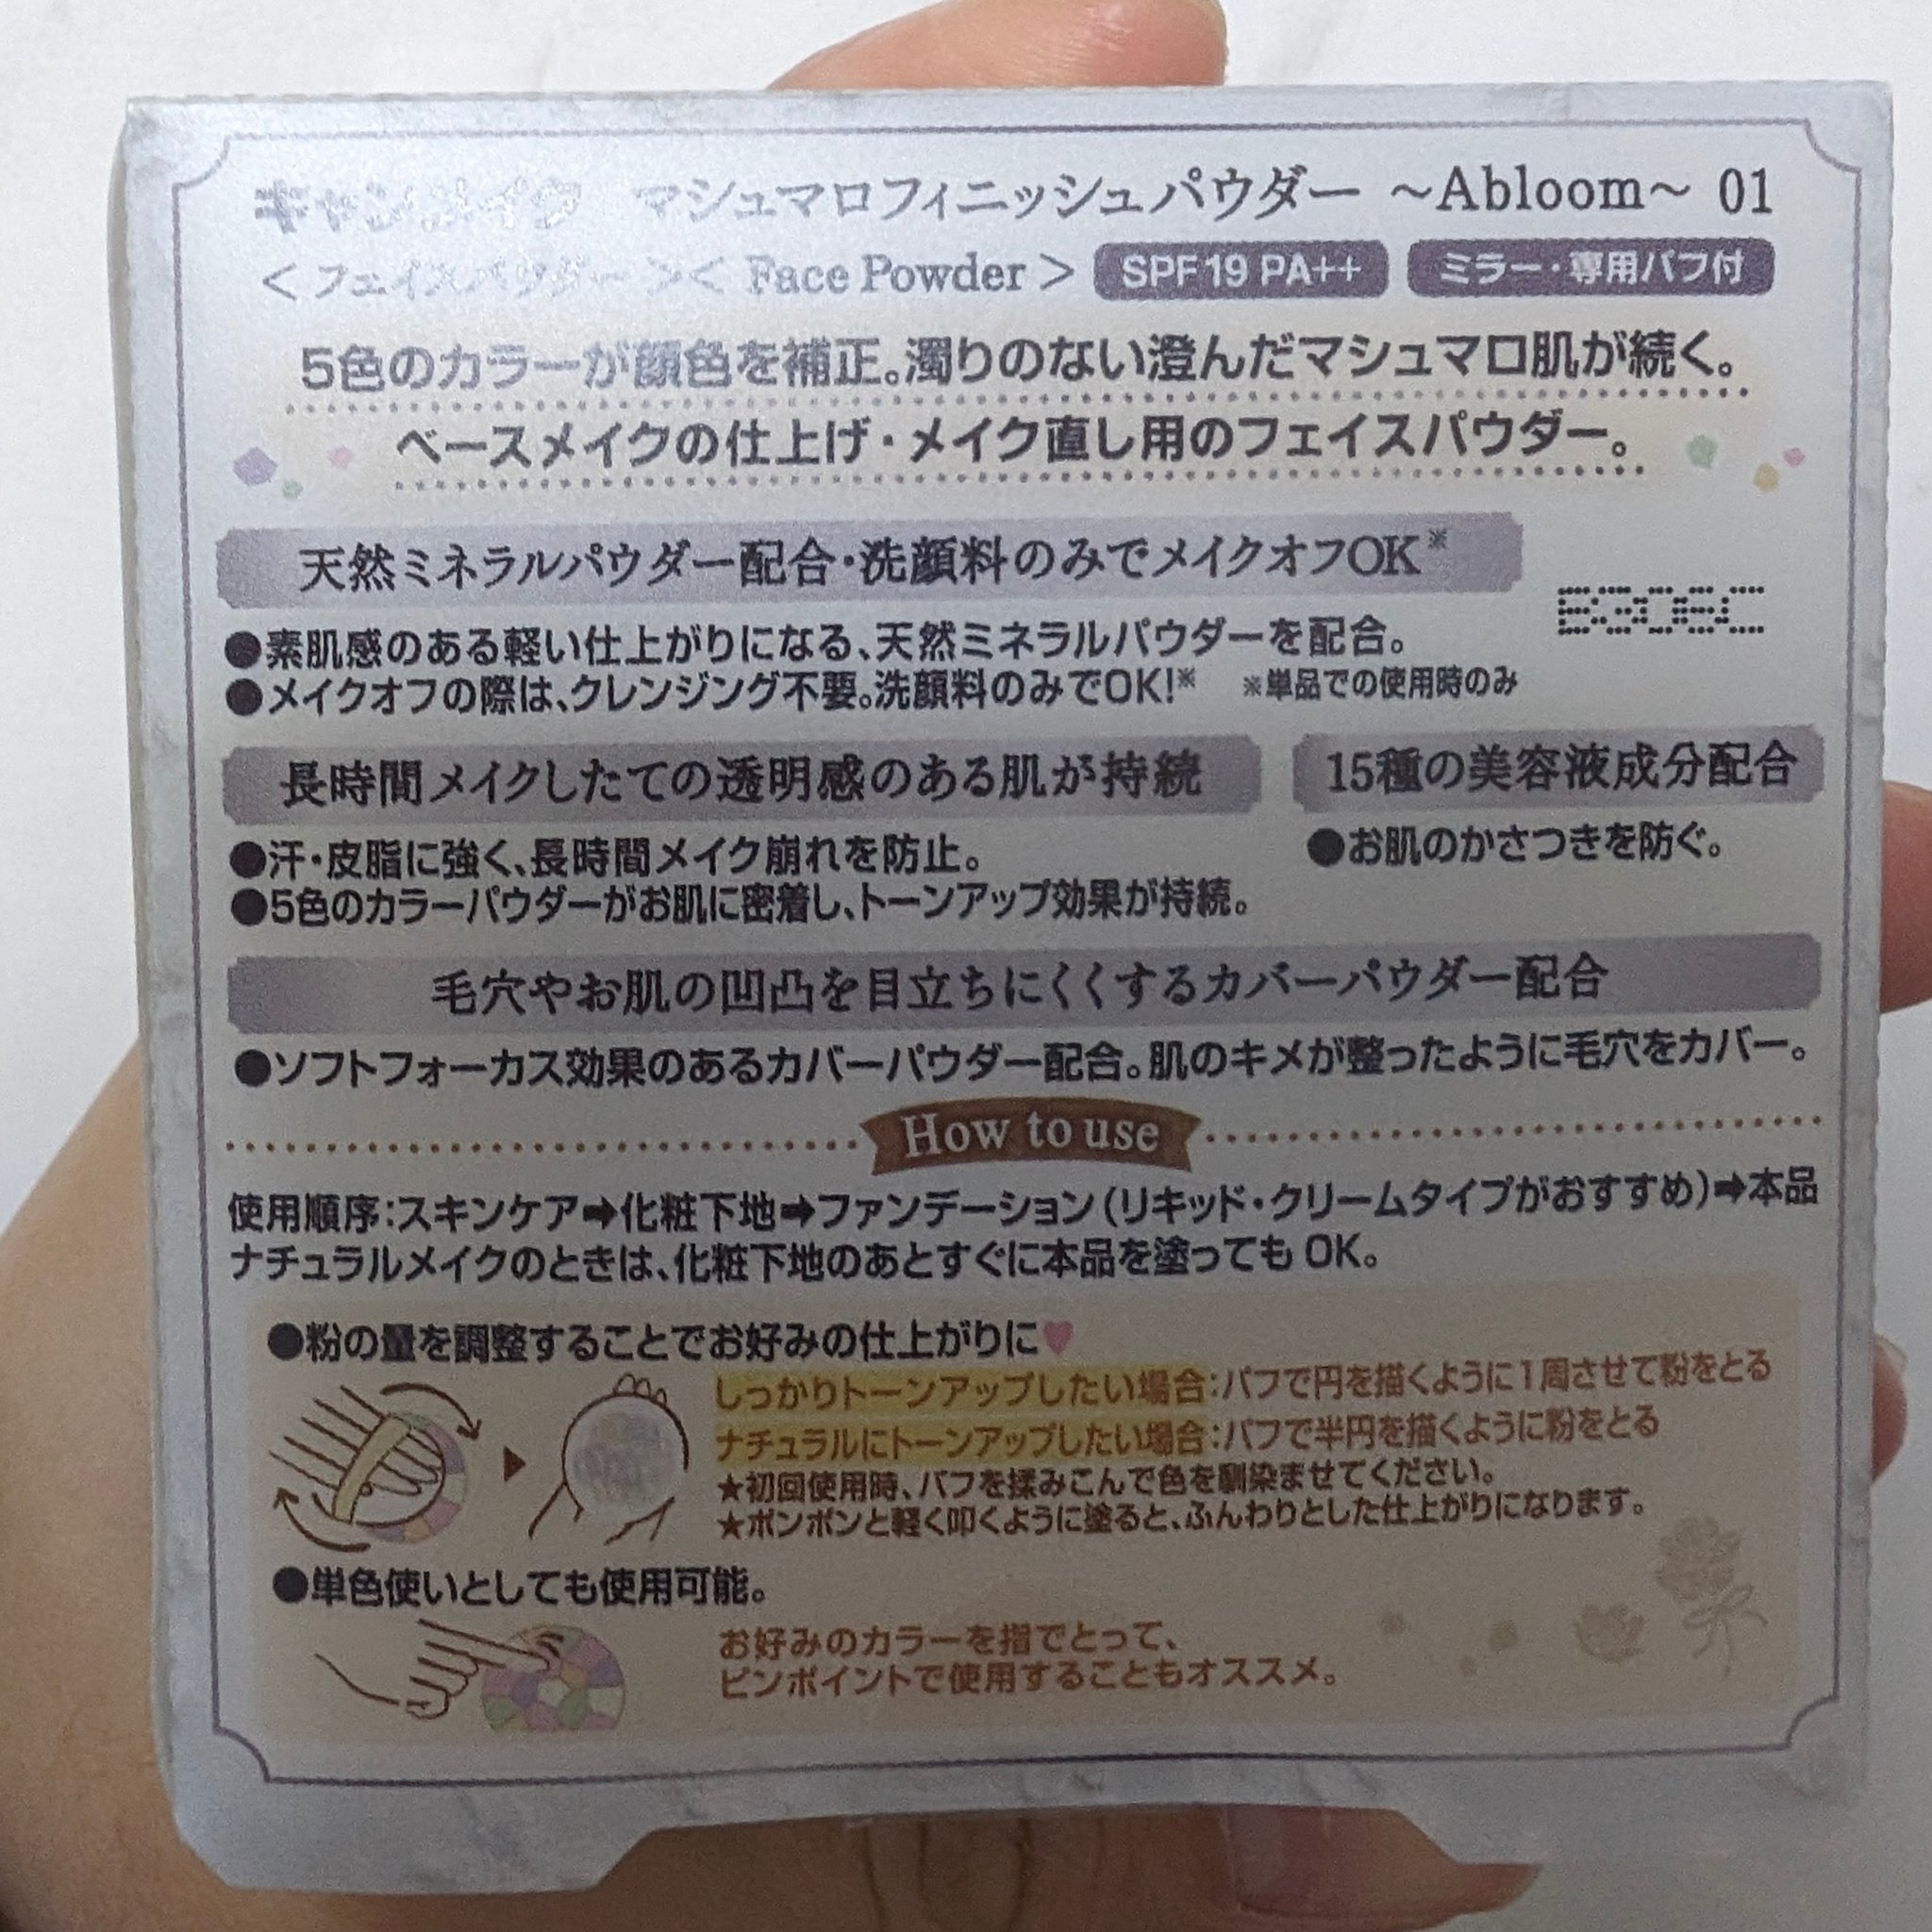 キャンメイク マシュマロフィニッシュパウダー ～Abloom～ 01
＜フェイスパウダー＞＜ Face Powder ＞ SPF19 PA++ ミラー・専用パフ付
5色のカラーが顔色を補正。濁りのない澄んだマシュマロ肌が続く。
ベースメイクの仕上げ・メイク直し用のフェイスパウダー。
天然ミネラルパウダー配合・洗顔料のみでメイクオフOK※
●素肌感のある軽い仕上がりになる、天然ミネラルパウダーを配合。
●メイクオフの際は、クレンジング不要。洗顔料のみでOK!※ ※単品での使用時のみ
長時間メイクしたての透明感のある肌が持続
●汗・皮脂に強く、長時間メイク崩れを防止。
●5色のカラーパウダーがお肌に密着し、トーンアップ効果が持続。
15種の美容液成分配合
●お肌のかさつきを防ぐ。
毛穴やお肌の凹凸を目立ちにくくするカバーパウダー配合
●ソフトフォーカス効果のあるカバーパウダー配合。肌のキメが整ったように毛穴をカバー。
How to use
使用順序：スキンケア➡化粧下地➡ファンデーション（リキッド・クリームタイプがおすすめ）➡本品
ナチュラルメイクのときは、化粧下地のあとすぐに本品を塗ってもOK。
●粉の量を調整することでお好みの仕上がりに♥
しっかりトーンアップしたい場合：パフで円を描くように1周させて粉をとる
ナチュラルにトーンアップしたい場合：パフで半円を描くように粉をとる
★初回使用時、パフを揉みこんで色を馴染ませてください。
★ポンポンと軽く叩くように塗ると、ふんわりとした仕上がりになります。
●単色使いとしても使用可能。
お好みのカラーを指でとって、
ピンポイントで使用することもオススメ。